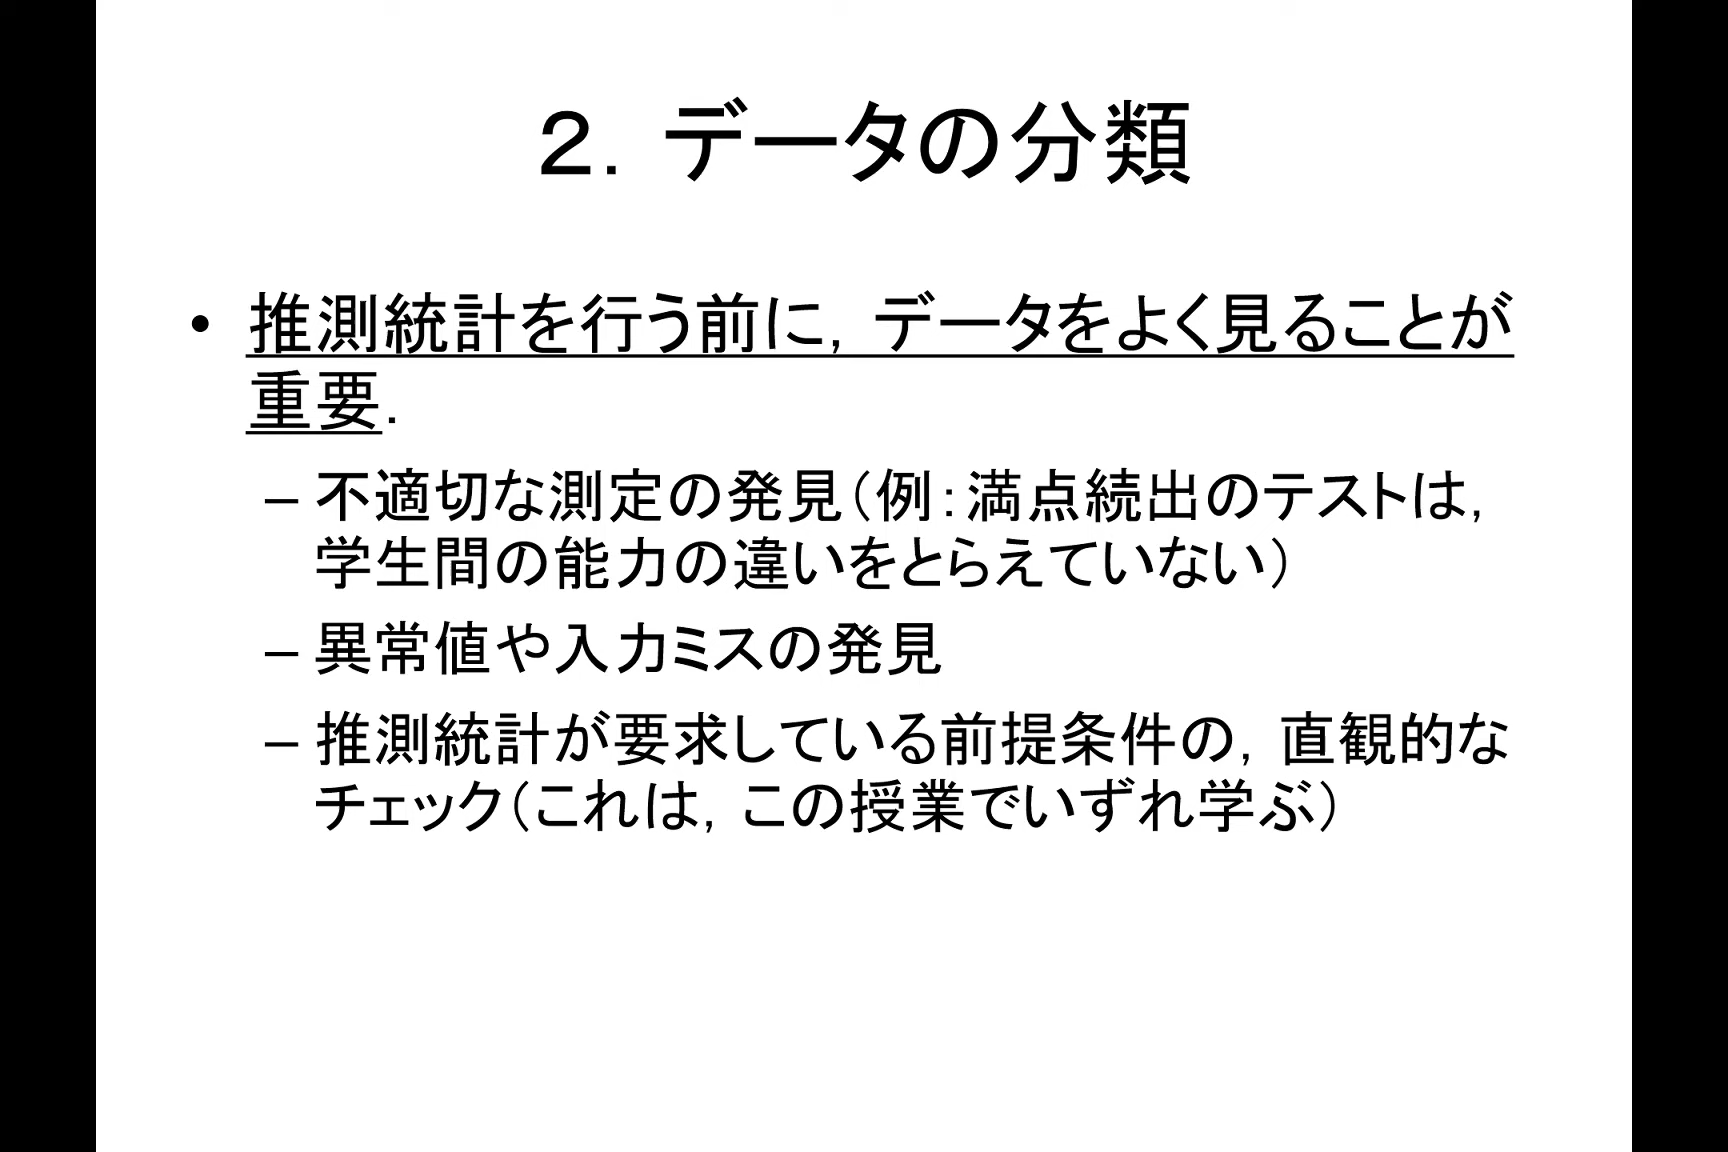 ２．データの分類
• 推測統計を行う前に，データをよく見ることが
重要．
– 不適切な測定の発見（例：満点続出のテストは，
学生間の能力の違いをとらえていない）
– 異常値や入力ミスの発見
– 推測統計が要求している前提条件の，直観的な
チェック（これは，この授業でいずれ学ぶ）